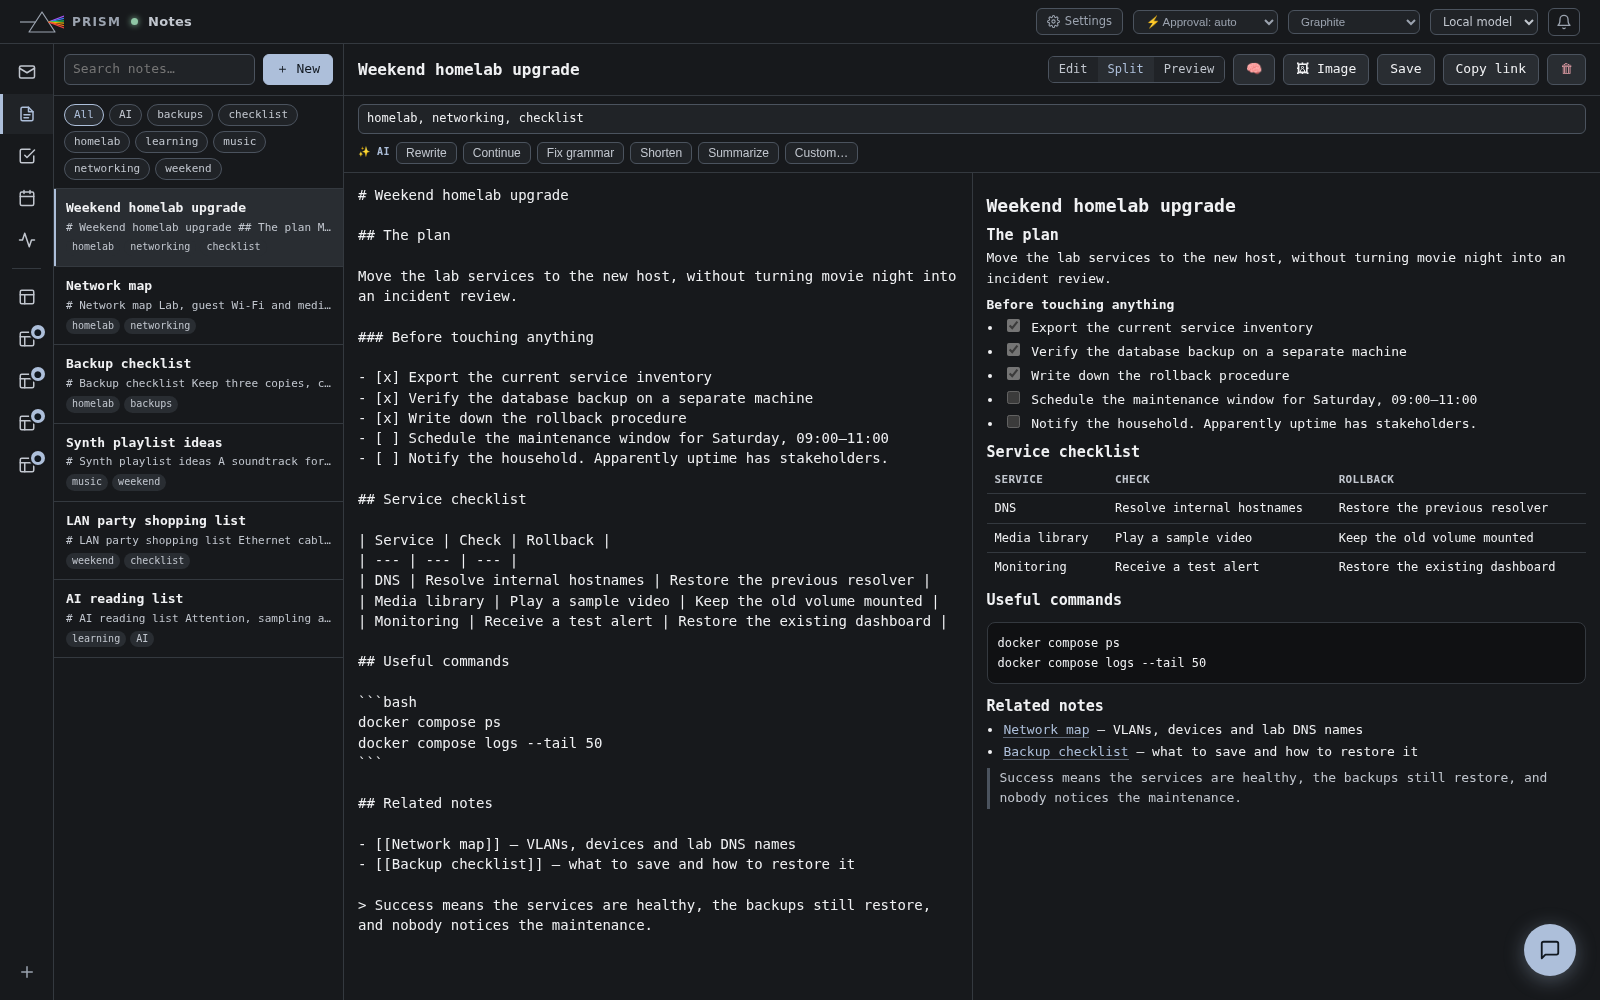 PRISM Notes
Settings
⚡ Approval: auto
Graphite
Local model
Search notes…
+ New
All AI backups checklist
homelab learning music
networking weekend
Weekend homelab upgrade
# Weekend homelab upgrade ## The plan M…
homelab networking checklist
Network map
# Network map Lab, guest Wi-Fi and medi…
homelab networking
Backup checklist
# Backup checklist Keep three copies, c…
homelab backups
Synth playlist ideas
# Synth playlist ideas A soundtrack for…
music weekend
LAN party shopping list
# LAN party shopping list Ethernet cabl…
weekend checklist
AI reading list
# AI reading list Attention, sampling a…
learning AI
Weekend homelab upgrade
Edit Split Preview
Image
Save
Copy link
homelab, networking, checklist
✨ AI Rewrite Continue Fix grammar Shorten Summarize Custom…
# Weekend homelab upgrade
## The plan
Move the lab services to the new host, without turning movie night into
an incident review.
### Before touching anything
- [x] Export the current service inventory
- [x] Verify the database backup on a separate machine
- [x] Write down the rollback procedure
- [ ] Schedule the maintenance window for Saturday, 09:00–11:00
- [ ] Notify the household. Apparently uptime has stakeholders.
## Service checklist
| Service | Check | Rollback |
| --- | --- | --- |
| DNS | Resolve internal hostnames | Restore the previous resolver |
| Media library | Play a sample video | Keep the old volume mounted |
| Monitoring | Receive a test alert | Restore the existing dashboard |
## Useful commands
```bash
docker compose ps
docker compose logs --tail 50
```
## Related notes
- [[Network map]] — VLANs, devices and lab DNS names
- [[Backup checklist]] — what to save and how to restore it
> Success means the services are healthy, the backups still restore,
and nobody notices the maintenance.
Weekend homelab upgrade
The plan
Move the lab services to the new host, without turning movie night into an
incident review.
Before touching anything
• Export the current service inventory
• Verify the database backup on a separate machine
• Write down the rollback procedure
• Schedule the maintenance window for Saturday, 09:00–11:00
• Notify the household. Apparently uptime has stakeholders.
Service checklist
SERVICE CHECK ROLLBACK
DNS Resolve internal hostnames Restore the previous resolver
Media library Play a sample video Keep the old volume mounted
Monitoring Receive a test alert Restore the existing dashboard
Useful commands
docker compose ps
docker compose logs --tail 50
Related notes
• Network map — VLANs, devices and lab DNS names
• Backup checklist — what to save and how to restore it
Success means the services are healthy, the backups still restore, and
nobody notices the maintenance.